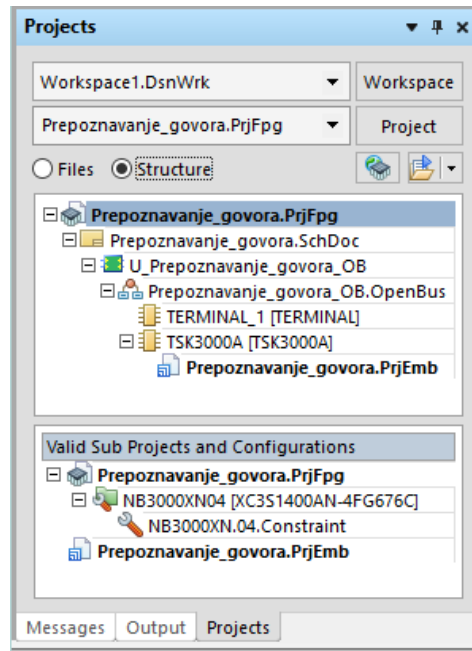 Projects
Workspace1.DsnWrk Workspace
Prepoznavanje_govora.PrjFpg Project
Files Structure
Prepoznavanje_govora.PrjFpg
Prepoznavanje_govora.SchDoc
U_Prepoznavanje_govora_OB
Prepoznavanje_govora_OB.OpenBus
TERMINAL_1 [TERMINAL]
TSK3000A [TSK3000A]
Prepoznavanje_govora.PrjEmb
Valid Sub Projects and Configurations
Prepoznavanje_govora.PrjFpg
NB3000XN04 [XC3S1400AN-4FG676C]
NB3000XN.04.Constraint
Prepoznavanje_govora.PrjEmb
Messages Output Projects